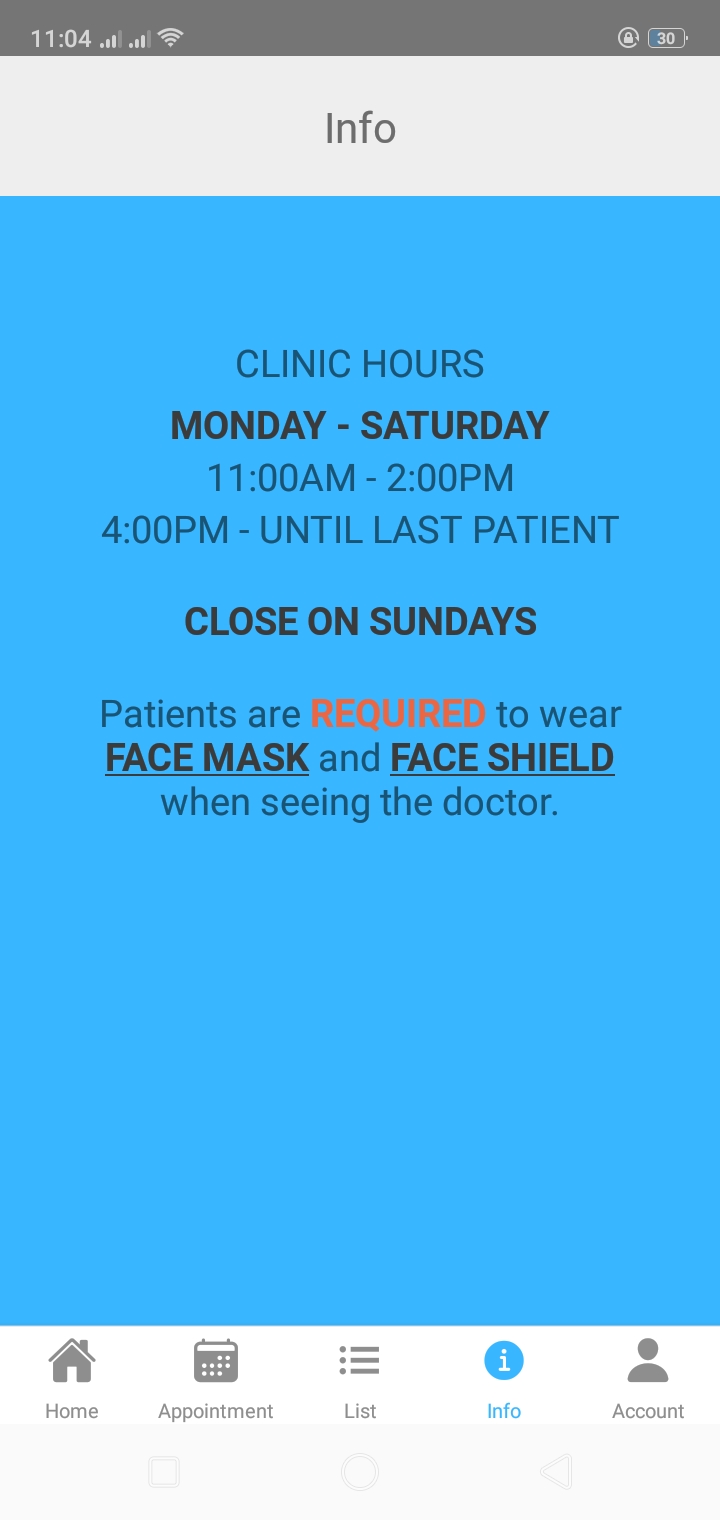 11:04
30
Info
CLINIC HOURS
MONDAY - SATURDAY
11:00AM - 2:00PM
4:00PM - UNTIL LAST PATIENT
CLOSE ON SUNDAYS
Patients are REQUIRED to wear
FACE MASK and FACE SHIELD
when seeing the doctor.
Home
Appointment
List
Info
Account